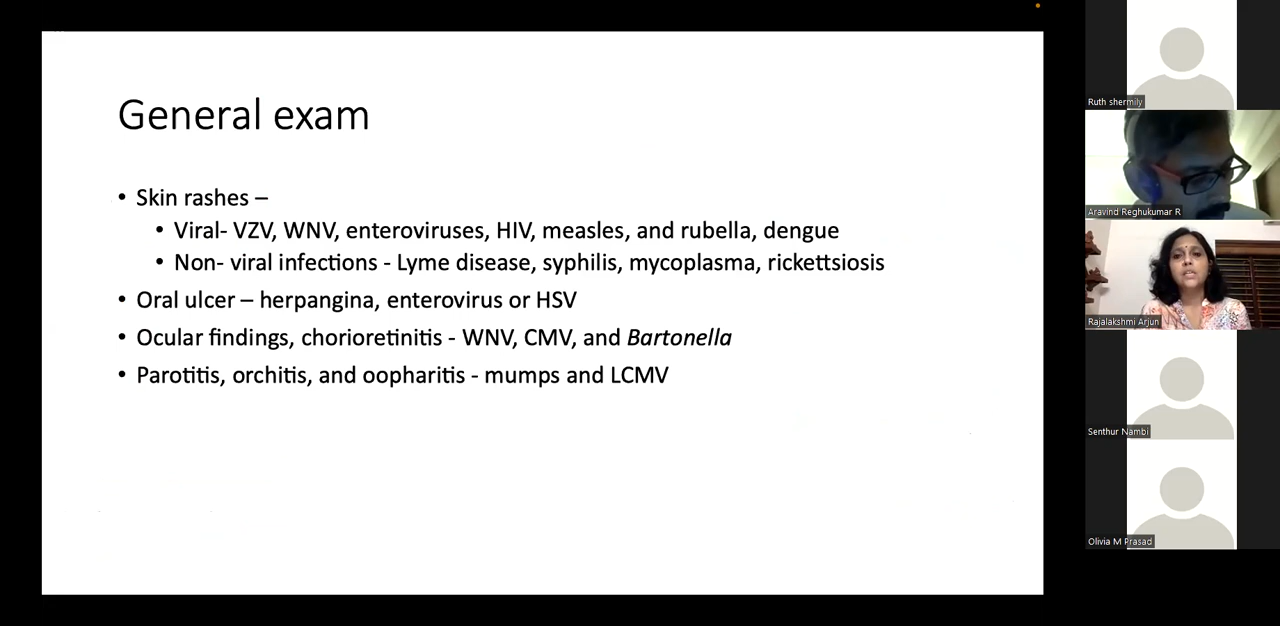 General exam
• Skin rashes –
• Viral- VZV, WNV, enteroviruses, HIV, measles, and rubella, dengue
• Non- viral infections - Lyme disease, syphilis, mycoplasma, rickettsiosis
• Oral ulcer – herpangina, enterovirus or HSV
• Ocular findings, chorioretinitis - WNV, CMV, and Bartonella
• Parotitis, orchitis, and oopharitis - mumps and LCMV
Ruth shermily
Aravind Reghukumar R
Rajalakshmi Arjun
Senthur Nambi
Olivia M Prasad